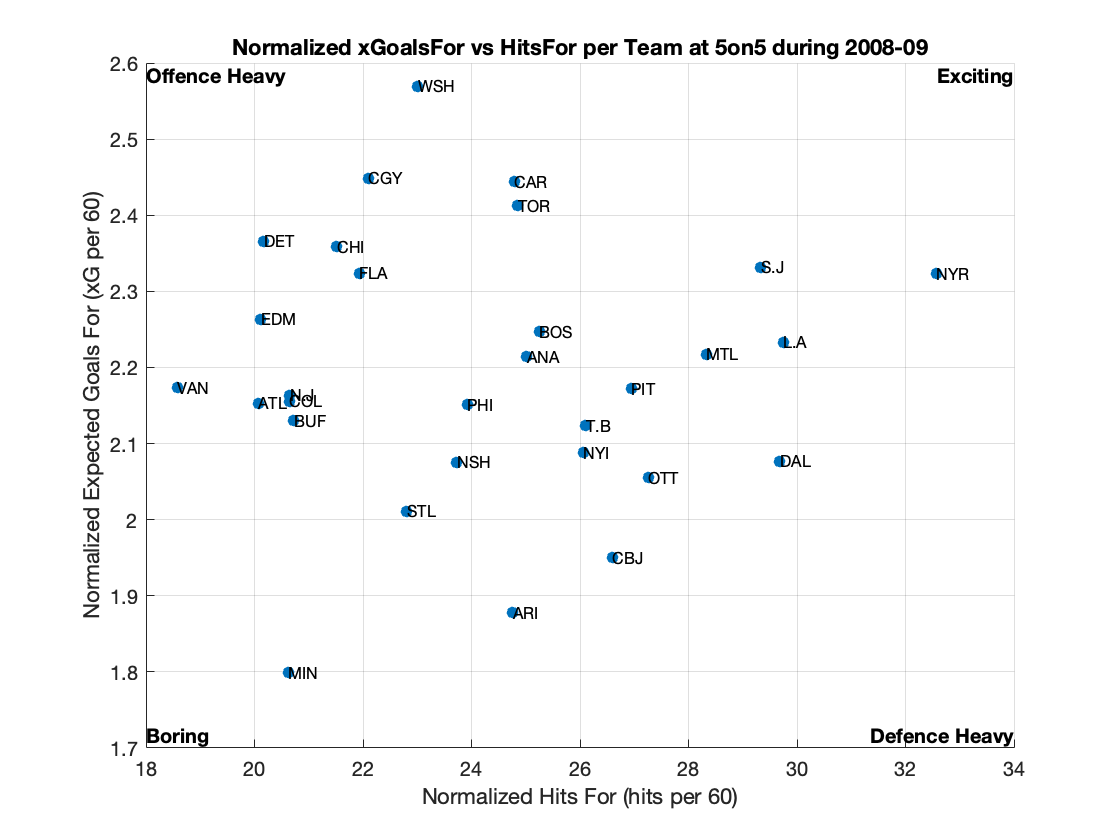 Normalized xGoalsFor vs HitsFor per Team at 5on5 during 2008-09
2.6
Offence Heavy
Exciting
WSH
2.5
CGY
CAR
TOR
2.4
DET
CHI
S.J
FLA
NYR
2.3
EDM
BOS
L.A
ANA
MTL
2.2
VAN
PIT
N.J
COL
ATL
PHI
BUF
T.B
2.1
NYI
NSH
DAL
OTT
STL
2
CBJ
1.9
ARI
1.8
MIN
Boring
Defence Heavy
1.7
18 20 22 24 26 28 30 32 34
Normalized Hits For (hits per 60)
Normalized Expected Goals For (xG per 60)